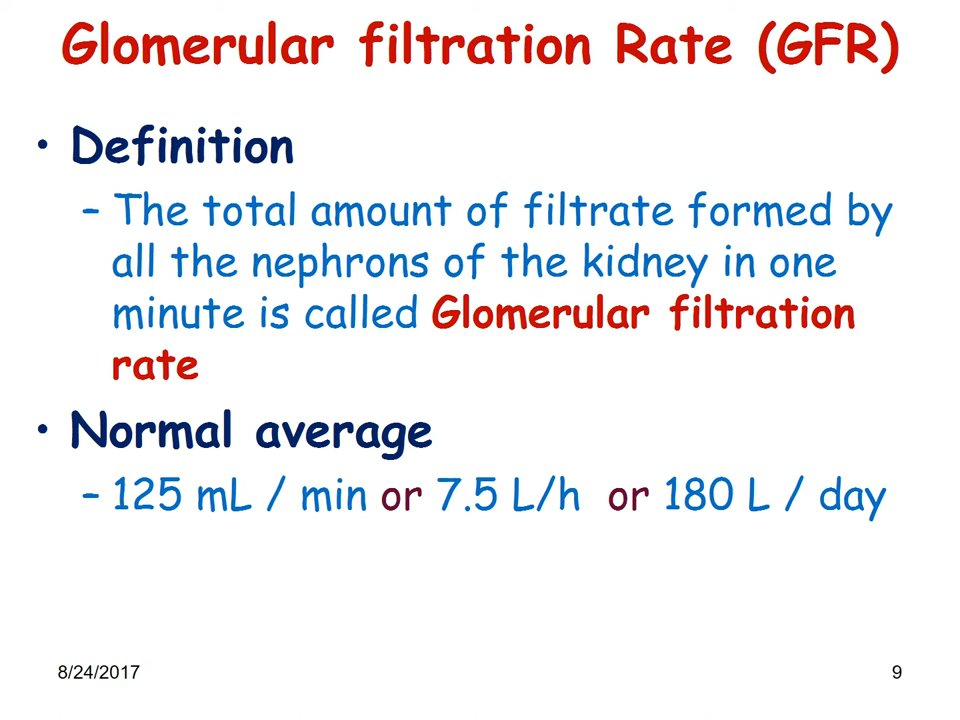 Glomerular filtration Rate (GFR)
• Definition
– The total amount of filtrate formed by
all the nephrons of the kidney in one
minute is called Glomerular filtration
rate
• Normal average
– 125 mL / min or 7.5 L/h or 180 L / day
8/24/2017
9